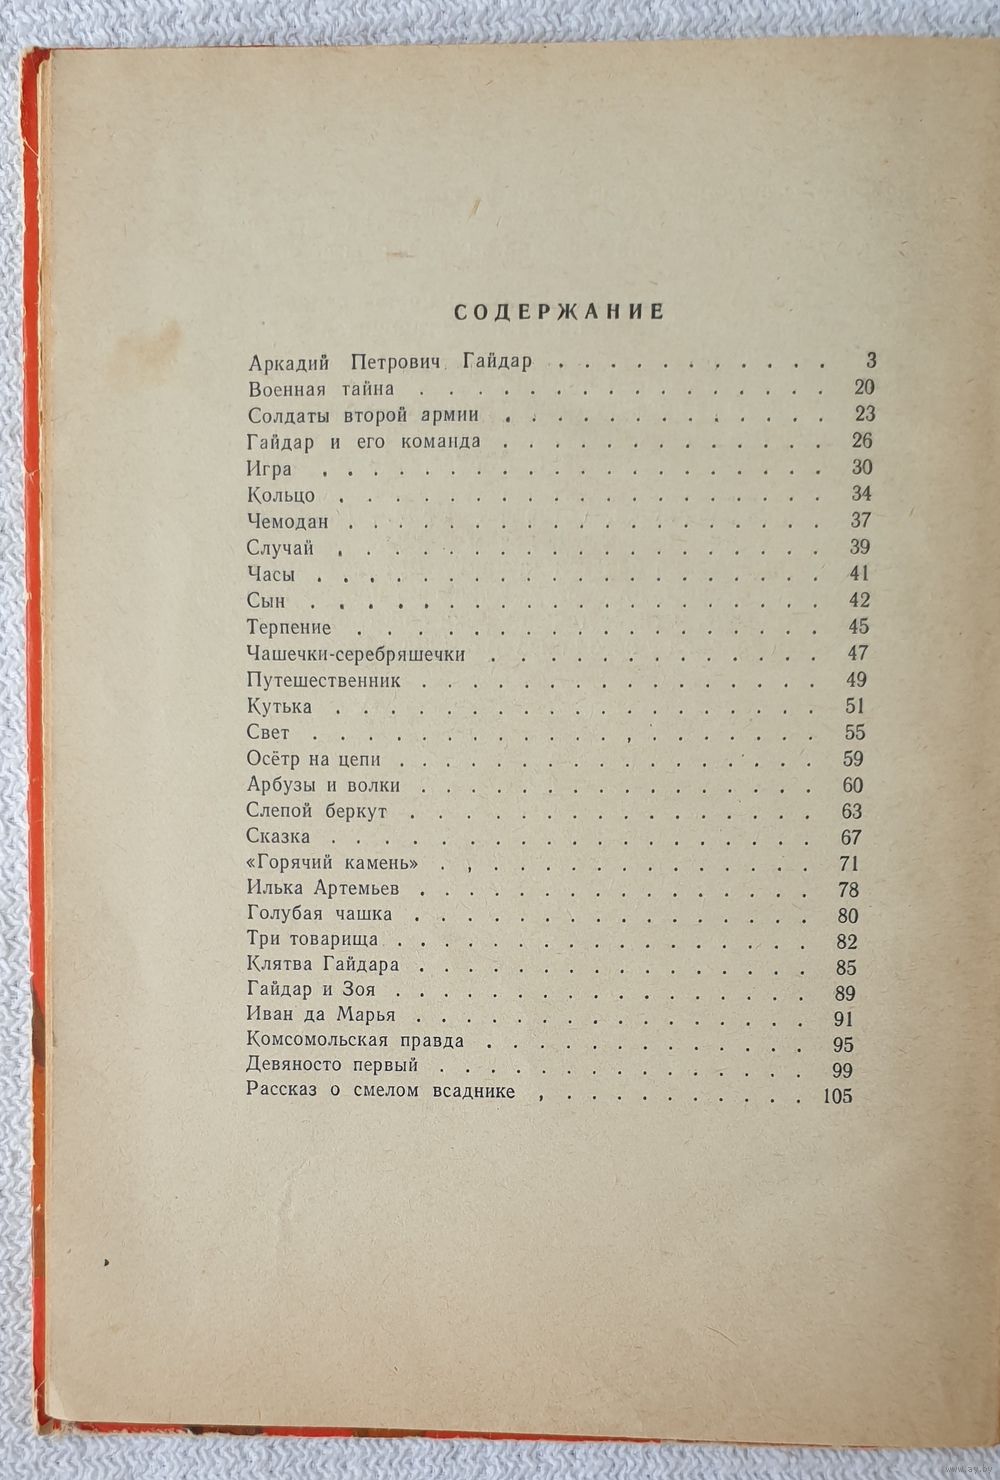 СОДЕРЖАНИЕ
Аркадий Петрович Гайдар . . . . . . . . . . . 3
Военная тайна . . . . . . . . . . . . . . . 20
Солдаты второй армии . . . . . . . . . . . . . 23
Гайдар и его команда . . . . . . . . . . . . . 26
Игра . . . . . . . . . . . . . . . . . . . . 30
Кольцо . . . . . . . . . . . . . . . . . . . 34
Чемодан . . . . . . . . . . . . . . . . . . 37
Случай . . . . . . . . . . . . . . . . . . 39
Часы . . . . . . . . . . . . . . . . . . . 41
Сын . . . . . . . . . . . . . . . . . . . 42
Терпение . . . . . . . . . . . . . . . . . 45
Чашечки-серебряшечки . . . . . . . . . . . . 47
Путешественник . . . . . . . . . . . . . . . 49
Кутька . . . . . . . . . . . . . . . . . . 51
Свет . . . . . . . . . . . . . . . . . . . 55
Осётр на цепи . . . . . . . . . . . . . . . 59
Арбузы и волки . . . . . . . . . . . . . . . 60
Слепой беркут . . . . . . . . . . . . . . . 63
Сказка . . . . . . . . . . . . . . . . . . 67
«Горячий камень» . . . . . . . . . . . . . . 71
Илька Артемьев . . . . . . . . . . . . . . . 78
Голубая чашка . . . . . . . . . . . . . . . 80
Три товарища . . . . . . . . . . . . . . . . 82
Клятва Гайдара . . . . . . . . . . . . . . . 85
Гайдар и Зоя . . . . . . . . . . . . . . . . 89
Иван да Марья . . . . . . . . . . . . . . . 91
Комсомольская правда . . . . . . . . . . . . . 95
Девяносто первый . . . . . . . . . . . . . . 99
Рассказ о смелом всаднике . . . . . . . . . . . 105
www.ay.by